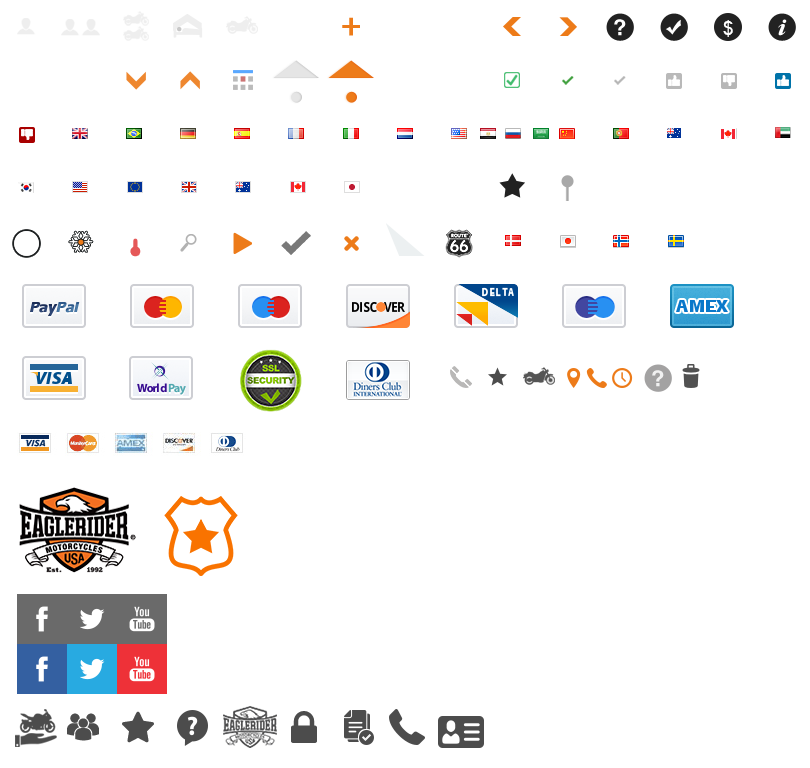 ?
$
i
ROUTE
66
PayPal
DISCOVER
DELTA
AMEX
VISA
WorldPay
SSL
SECURITY
Diners Club
INTERNATIONAL
?
VISA
MasterCard
AMEX
DISCOVER
Diners Club
EAGLERIDER
®
MOTORCYCLES
USA
Est. 1992
f
You
Tube
f
You
Tube
?
EAGLERIDER